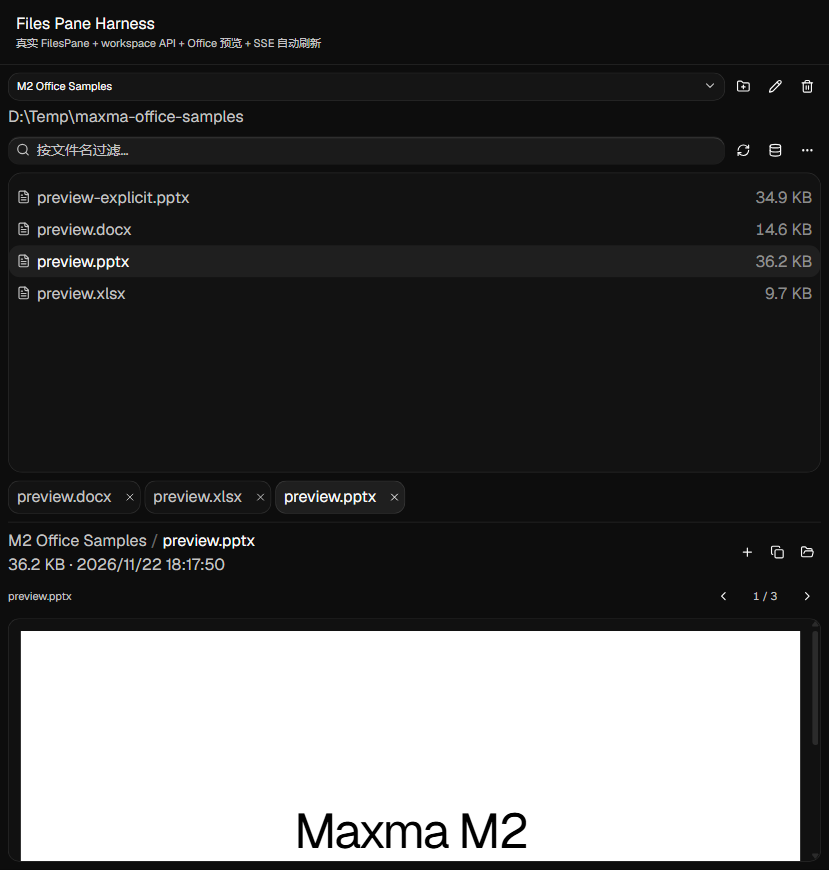 Files Pane Harness
真实 FilesPane + workspace API + Office 预览 + SSE 自动刷新
M2 Office Samples
D:\Temp\maxma-office-samples
按文件名过滤...
preview-explicit.pptx 34.9 KB
preview.docx 14.6 KB
preview.pptx 36.2 KB
preview.xlsx 9.7 KB
preview.docx × preview.xlsx × preview.pptx ×
M2 Office Samples / preview.pptx
36.2 KB · 2026/11/22 18:17:50
preview.pptx 1 / 3
Maxma M2